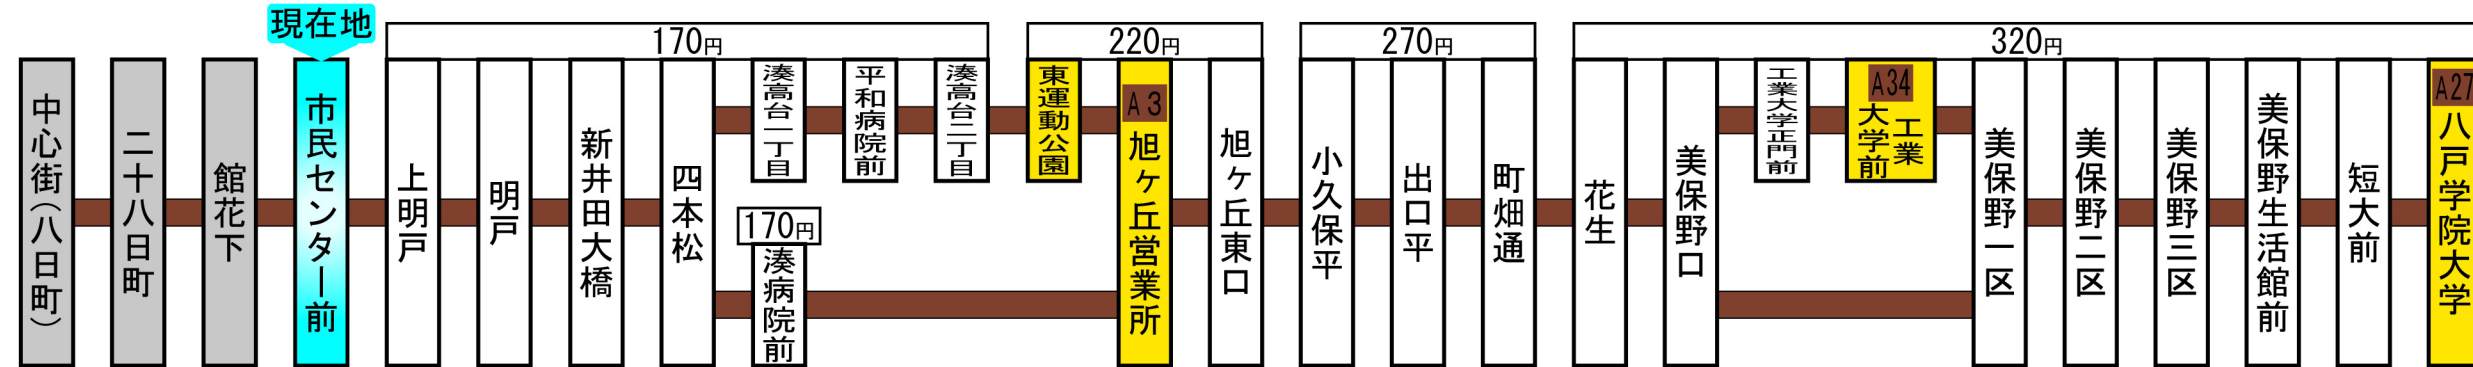 現在地
170円
220円
270円
320円
中心街（八日町）
二十八日町
館花下
市民センター前
上明戸
明戸
新井田大橋
四本松
湊高台一丁目
平和病院前
湊高台二丁目
170円
湊病院前
東運動公園
A3
旭ヶ丘営業所
旭ヶ丘東口
小久保平
出口平
町畑通
花生
美保野口
工業大学正門前
A34
工業
大学前
美保野一区
美保野二区
美保野三区
美保野生活館前
短大前
A27
八戸学院大学